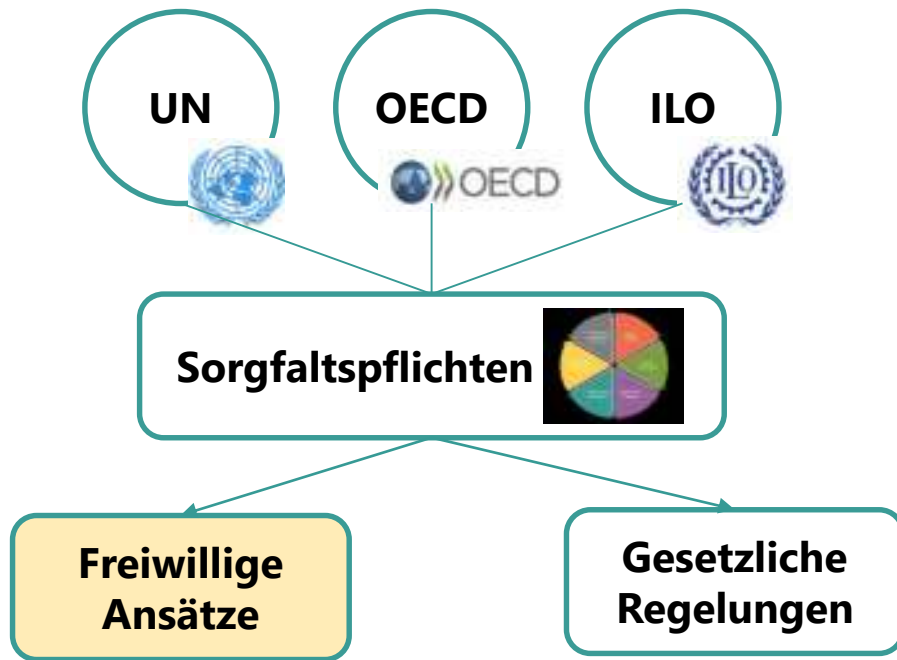 UN
OECD
ILO
OECD
ILO
Sorgfaltspflichten
Freiwillige
Ansätze
Gesetzliche
Regelungen